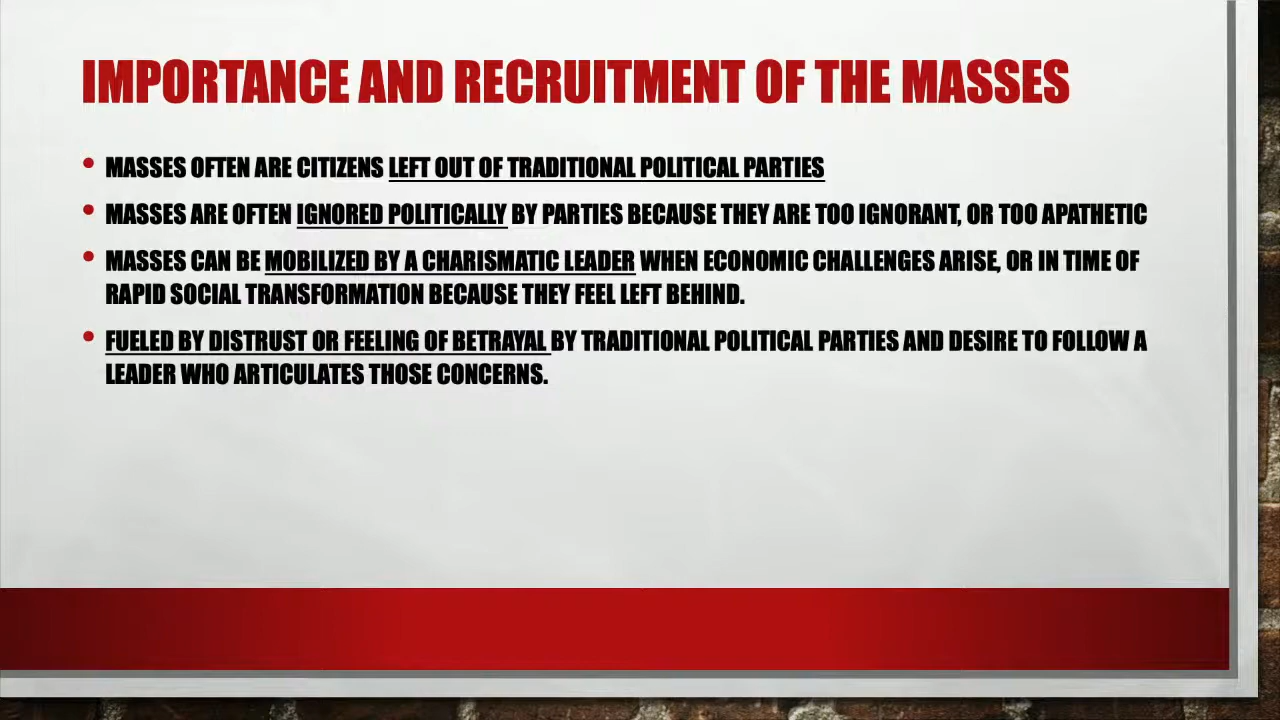 IMPORTANCE AND RECRUITMENT OF THE MASSES
• MASSES OFTEN ARE CITIZENS LEFT OUT OF TRADITIONAL POLITICAL PARTIES
• MASSES ARE OFTEN IGNORED POLITICALLY BY PARTIES BECAUSE THEY ARE TOO IGNORANT, OR TOO APATHETIC
• MASSES CAN BE MOBILIZED BY A CHARISMATIC LEADER WHEN ECONOMIC CHALLENGES ARISE, OR IN TIME OF
RAPID SOCIAL TRANSFORMATION BECAUSE THEY FEEL LEFT BEHIND.
• FUELED BY DISTRUST OR FEELING OF BETRAYAL BY TRADITIONAL POLITICAL PARTIES AND DESIRE TO FOLLOW A
LEADER WHO ARTICULATES THOSE CONCERNS.